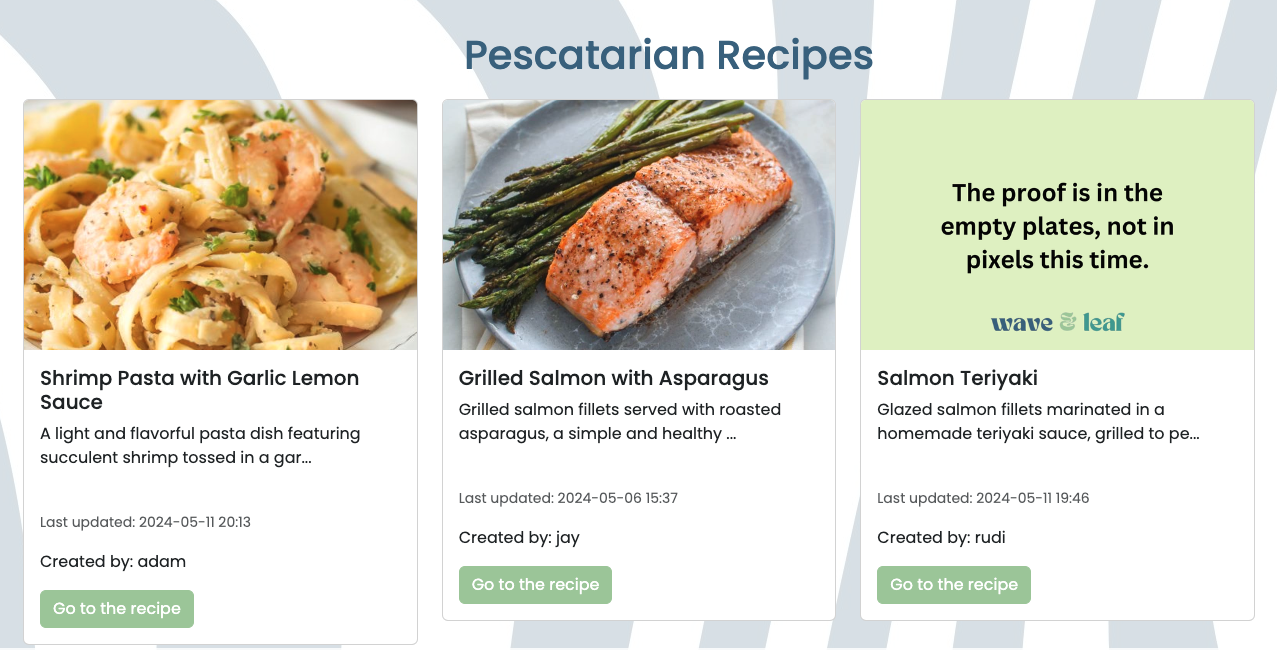 Pescatarian Recipes
The proof is in the
empty plates, not in
pixels this time.
wave & leaf
Shrimp Pasta with Garlic Lemon
Sauce
A light and flavorful pasta dish featuring
succulent shrimp tossed in a gar...
Last updated: 2024-05-11 20:13
Created by: adam
Go to the recipe
Grilled Salmon with Asparagus
Grilled salmon fillets served with roasted
asparagus, a simple and healthy ...
Last updated: 2024-05-06 15:37
Created by: jay
Go to the recipe
Salmon Teriyaki
Glazed salmon fillets marinated in a
homemade teriyaki sauce, grilled to pe...
Last updated: 2024-05-11 19:46
Created by: rudi
Go to the recipe